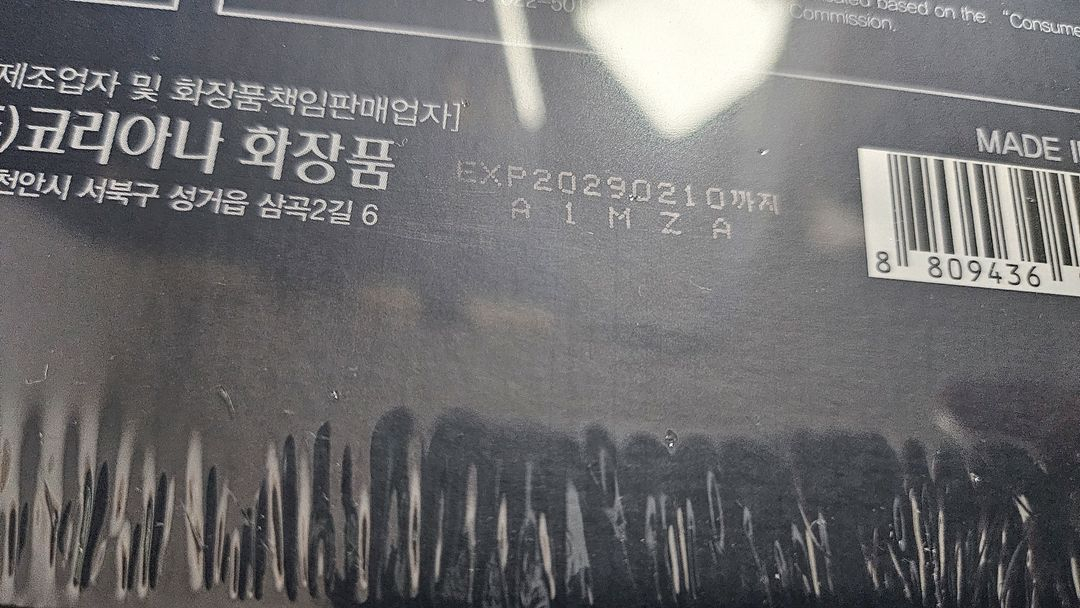 based on the "Consume
Commission.
제조업자 및 화장품책임판매업자]
)코리아나 화장품
천안시 서북구 성거읍 삼곡2길 6
EXP20290210까지
A 1 M Z A
MADE I
8 809436